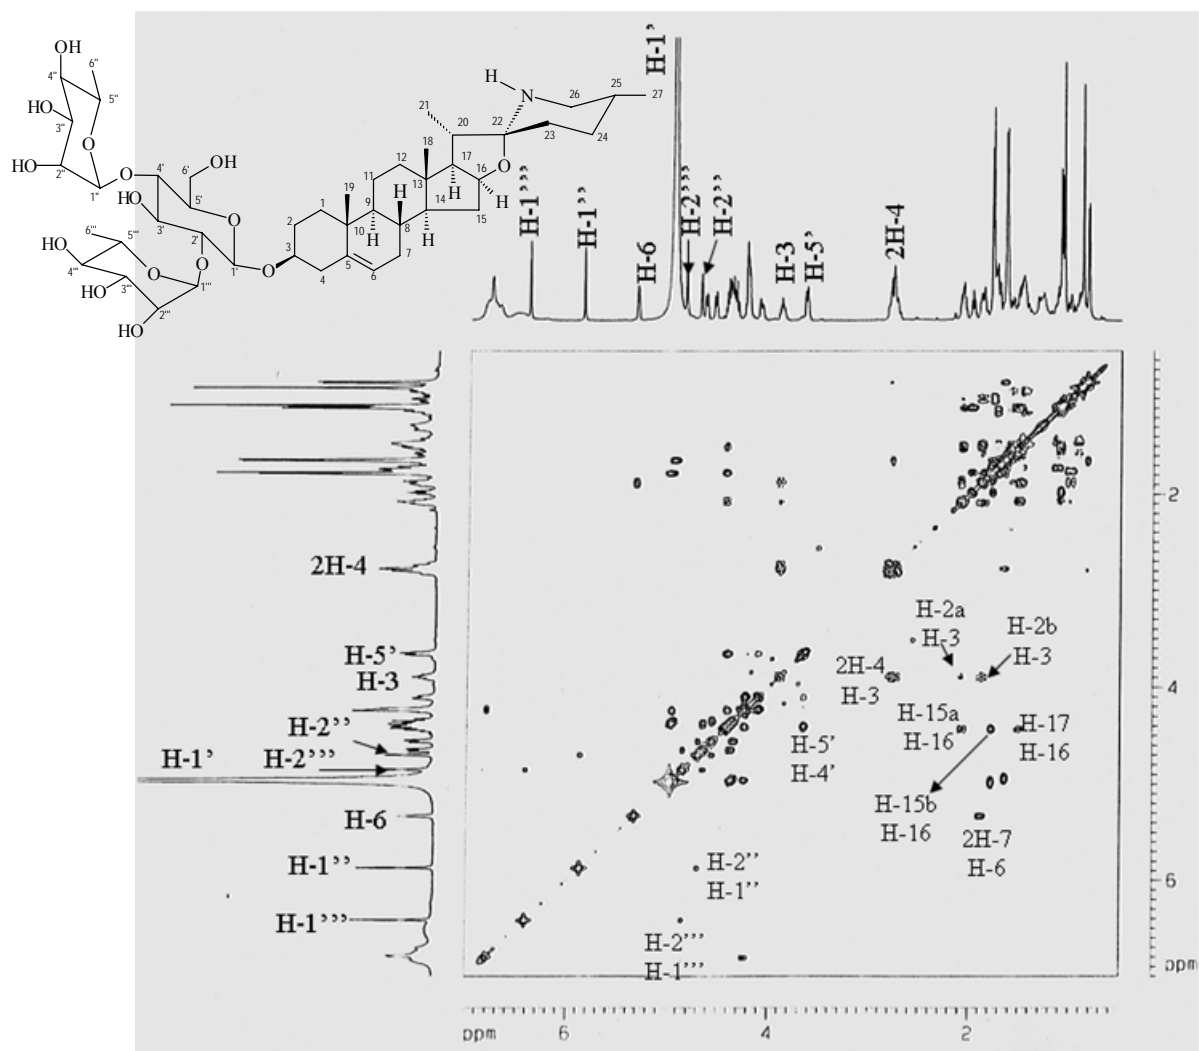 OH
6''
4''
5''
HO
3''
O
HO
2''
1''
O
4'
6'
OH
HO
5'
O
3'
2'
1'
O
O
6'''
5'''
HO
4'''
O
HO
3'''
1'''
2'''
HO
H
N
25
26
27
21
20
22
23
24
18
O
12
17
16
11
13
H
H
19
H
14
15
1
9
2
10
8
H
3
5
7
H
4
6
H-1'''
H-1''
H-6
H-1'
H-2'''
H-2''
H-3
H-5'
2H-4
2H-4
H-5'
H-3
H-2''
H-1'
H-2'''
H-6
H-1''
H-1'''
H-2a
H-3
H-2b
H-3
2H-4
H-3
H-15a
H-16
H-17
H-16
H-5'
H-4'
H-15b
H-16
2H-7
H-6
H-2''
H-1''
H-2'''
H-1'''
2
4
6
ppm
ppm
6
4
2